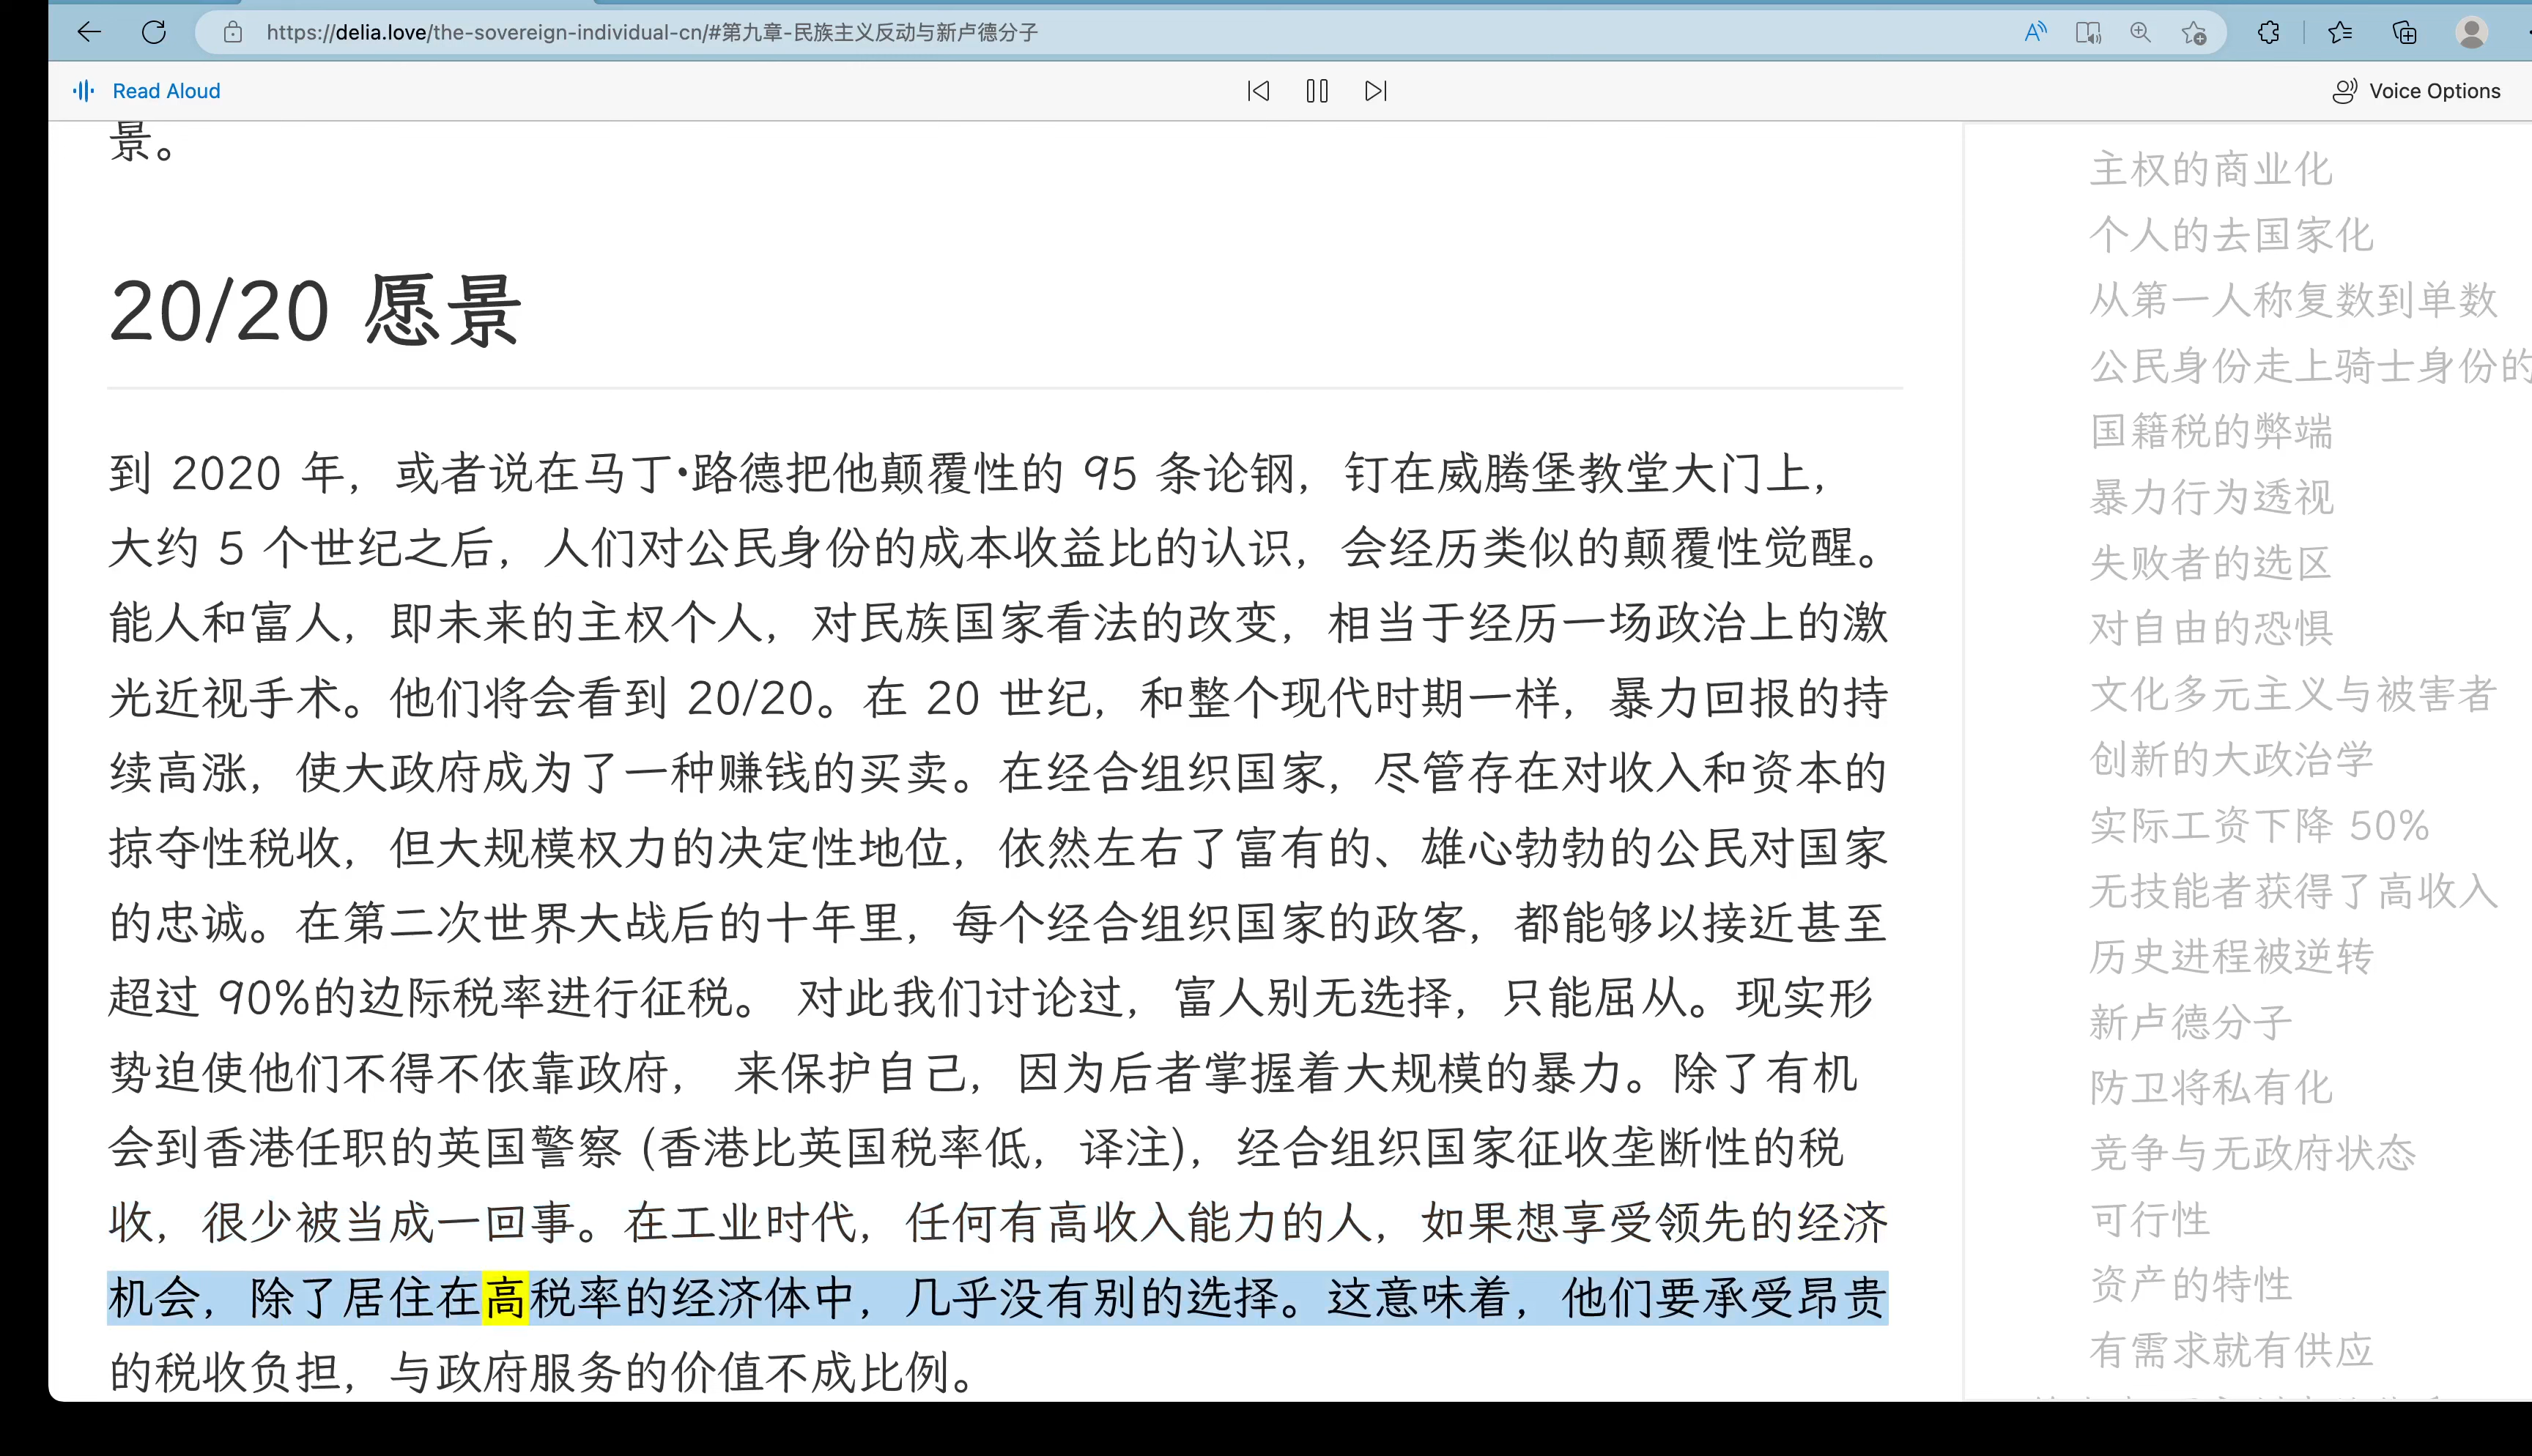 https://delia.love/the-sovereign-individual-cn/#第九章-民族主义反动与新卢德分子
Read Aloud
Voice Options
景。
20/20 愿景
到 2020 年，或者说在马丁•路德把他颠覆性的 95 条论钢，钉在威腾堡教堂大门上，
大约 5 个世纪之后，人们对公民身份的成本收益比的认识，会经历类似的颠覆性觉醒。
能人和富人，即未来的主权个人，对民族国家看法的改变，相当于经历一场政治上的激
光近视手术。他们将会看到 20/20。在 20 世纪，和整个现代时期一样，暴力回报的持
续高涨，使大政府成为了一种赚钱的买卖。在经合组织国家，尽管存在对收入和资本的
掠夺性税收，但大规模权力的决定性地位，依然左右了富有的、雄心勃勃的公民对国家
的忠诚。在第二次世界大战后的十年里，每个经合组织国家的政客，都能够以接近甚至
超过 90%的边际税率进行征税。 对此我们讨论过，富人别无选择，只能屈从。现实形
势迫使他们不得不依靠政府， 来保护自己，因为后者掌握着大规模的暴力。除了有机
会到香港任职的英国警察 (香港比英国税率低，译注)，经合组织国家征收垄断性的税
收，很少被当成一回事。在工业时代，任何有高收入能力的人，如果想享受领先的经济
机会，除了居住在高税率的经济体中，几乎没有别的选择。这意味着，他们要承受昂贵
的税收负担，与政府服务的价值不成比例。
主权的商业化
个人的去国家化
从第一人称复数到单数
公民身份走上骑士身份的
国籍税的弊端
暴力行为透视
失败者的选区
对自由的恐惧
文化多元主义与被害者
创新的大政治学
实际工资下降 50%
无技能者获得了高收入
历史进程被逆转
新卢德分子
防卫将私有化
竞争与无政府状态
可行性
资产的特性
有需求就有供应